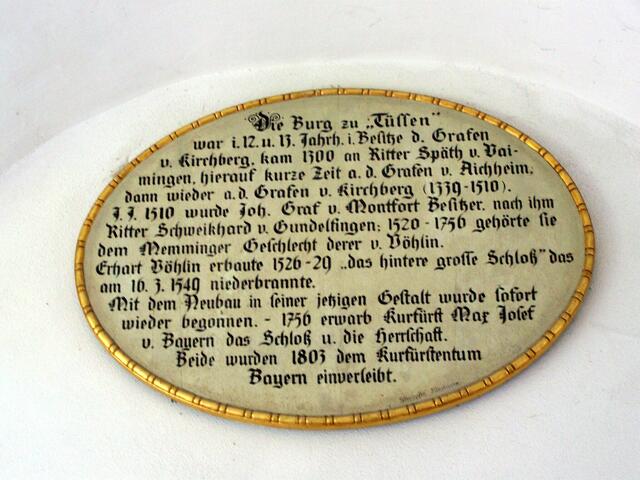 Die Burg zu „Tüssen"
war i. 12. u. 13. Jahrh. i. Besitze d. Grafen
v. Kirchberg, kam 1300 an Ritter Späth v. Vai-
mingen, hierauf kurze Zeit a. d. Grafen v. Aichheim,
dann wieder a. d. Grafen v. Kirchberg (1339-1510).
I. J. 1510 wurde Joh. Graf v. Montfort Besitzer, nach ihm
Ritter Schweikhard v. Gundelfingen; 1520-1756 gehörte sie
dem Memminger Geschlecht derer v. Vöhlin.
Erhart Vöhlin erbaute 1526-29 „das hintere grosse Schloß" das
am 16. 3. 1549 niederbrannte.
Mit dem Neubau in seiner jetzigen Gestalt wurde sofort
wieder begonnen. - 1756 erwarb Kurfürst Max Josef
v. Bayern das Schloß u. die Herrschaft.
Beide wurden 1803 dem Kurfürstentum
Bayern einverleibt.